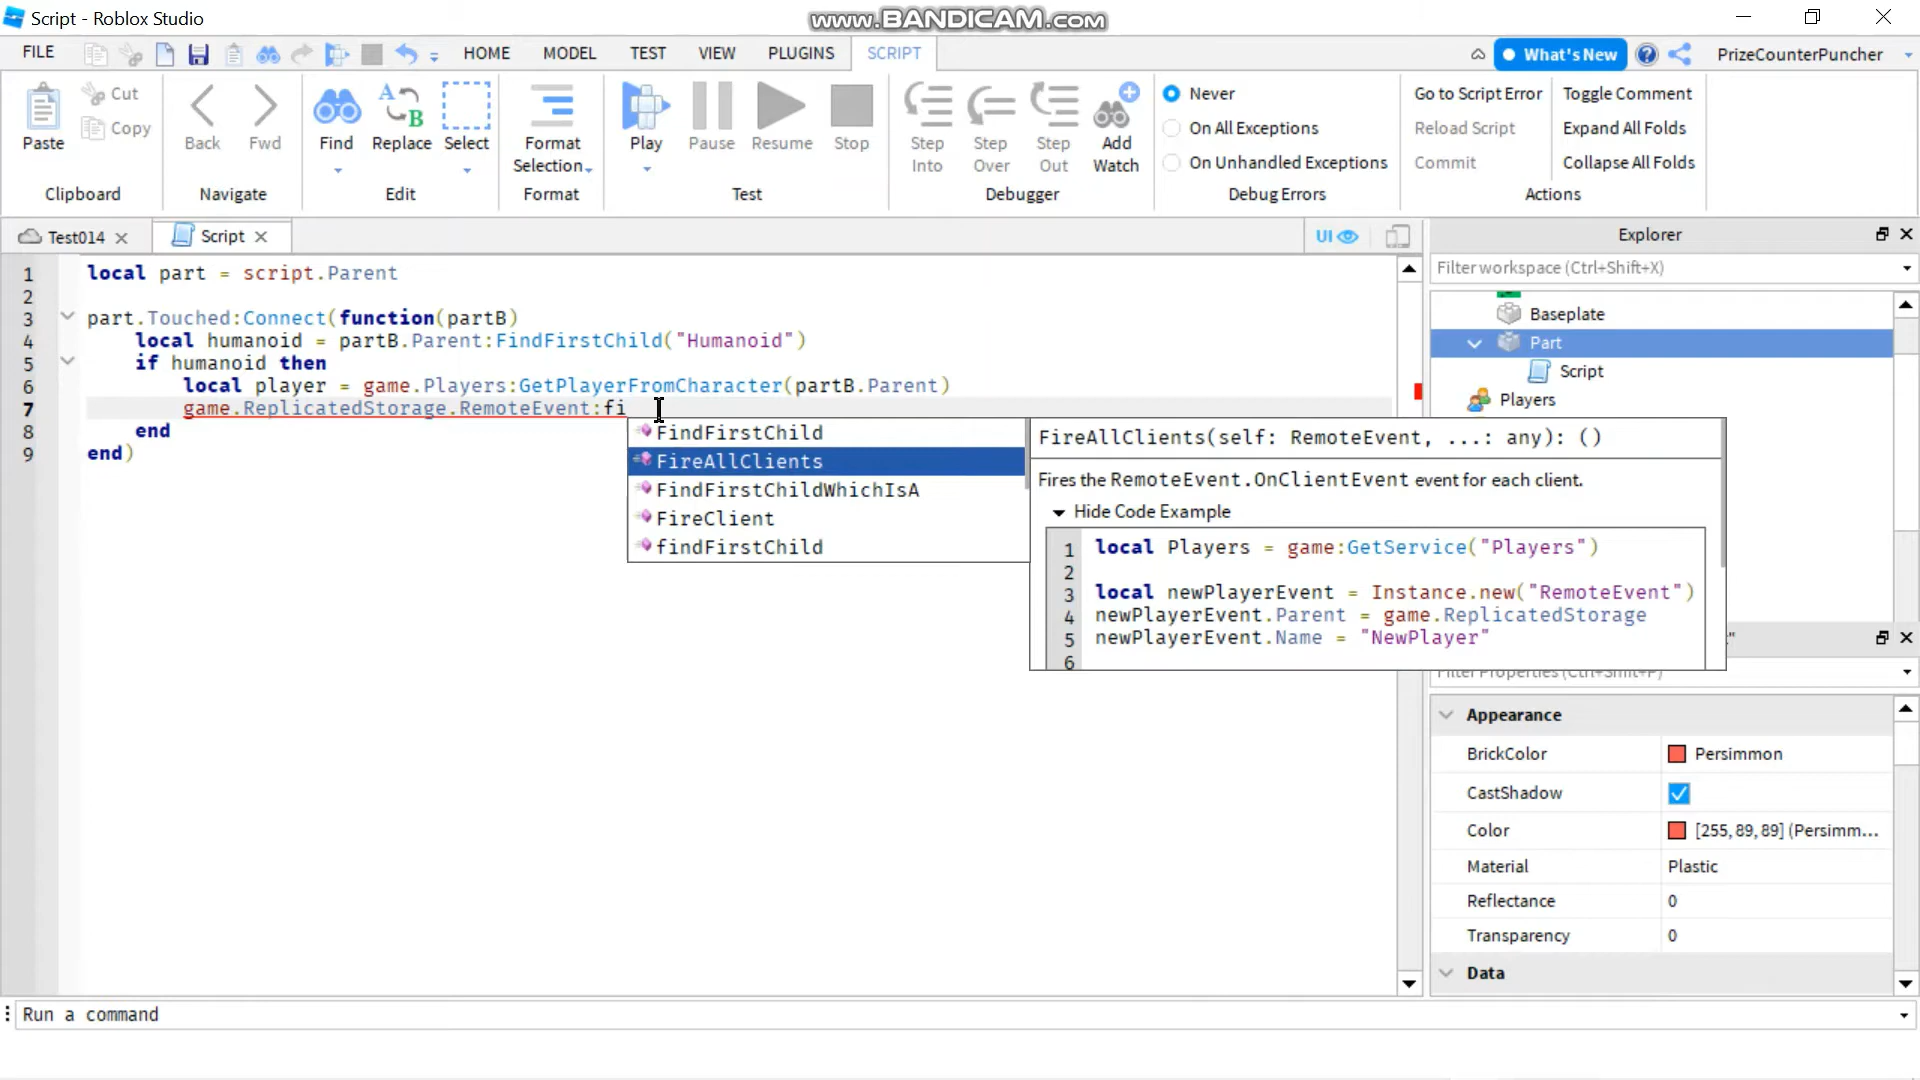 Script - Roblox Studio
www.BANDICAM.com
FILE
HOME
MODEL
TEST
VIEW
PLUGINS
SCRIPT
What's New
PrizeCounterPuncher
Paste
Cut
Copy
Clipboard
Back
Fwd
Navigate
Find
Replace
Select
Edit
Format
Selection
Format
Play
Pause
Resume
Stop
Test
Step
Into
Step
Over
Step
Out
Add
Watch
Debugger
Never
On All Exceptions
On Unhandled Exceptions
Debug Errors
Go to Script Error
Reload Script
Commit
Toggle Comment
Expand All Folds
Collapse All Folds
Actions
Test014
Script
UI
Explorer
Filter workspace (Ctrl+Shift+X)
Baseplate
Part
Script
Players
1 local part = script.Parent
2
3 part.Touched:Connect(function(partB)
4 local humanoid = partB.Parent:FindFirstChild("Humanoid")
5 if humanoid then
6 local player = game.Players:GetPlayerFromCharacter(partB.Parent)
7 game.ReplicatedStorage.RemoteEvent:fi
8 end
9 end)
FindFirstChild
FireAllClients
FindFirstChildWhichIsA
FireClient
findFirstChild
FireAllClients(self: RemoteEvent, ...: any): ()
Fires the RemoteEvent.OnClientEvent event for each client.
Hide Code Example
1 local Players = game:GetService("Players")
2
3 local newPlayerEvent = Instance.new("RemoteEvent")
4 newPlayerEvent.Parent = game.ReplicatedStorage
5 newPlayerEvent.Name = "NewPlayer"
6
Filter Properties (Ctrl+Shift+P)
Appearance
BrickColor Persimmon
CastShadow
Color [255, 89, 89] (Persimm...
Material Plastic
Reflectance 0
Transparency 0
Data
Run a command